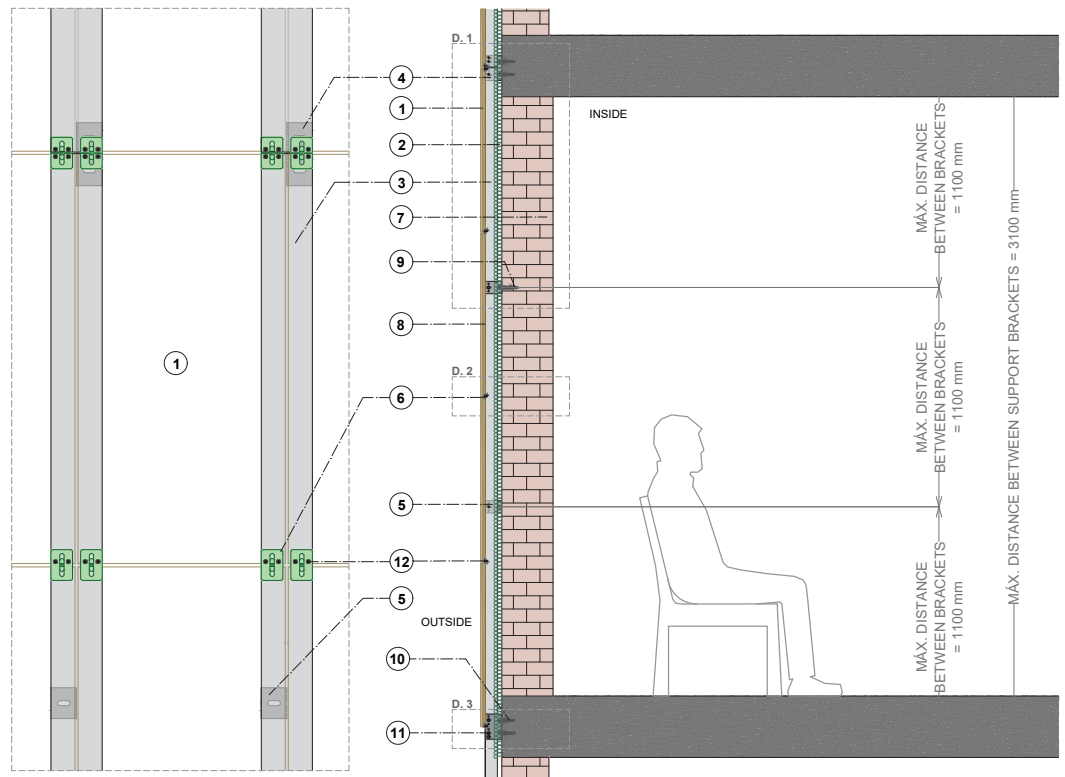 D. 1
4
1
INSIDE
2
3
7
9
8
D. 2
1
6
5
12
5
OUTSIDE
10
D. 3
11
MÁX. DISTANCE
BETWEEN BRACKETS
= 1100 mm
MÁX. DISTANCE
BETWEEN BRACKETS
= 1100 mm
MÁX. DISTANCE
BETWEEN BRACKETS
= 1100 mm
MÁX. DISTANCE BETWEEN SUPPORT BRACKETS = 3100 mm